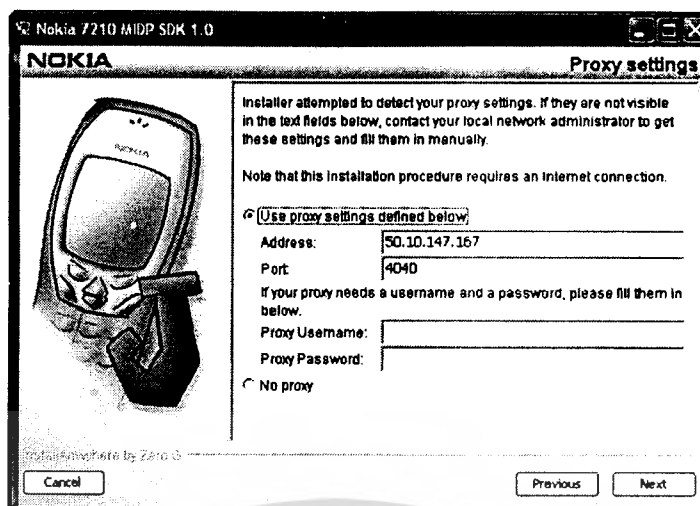 Nokia 7210 MIDP SDK 1.0
NOKIA
Proxy settings
Installer attempted to detect your proxy settings. If they are not visible
in the text fields below, contact your local network administrator to get
these settings and fill them in manually.
Note that this installation procedure requires an Internet connection.
Use proxy settings defined below
Address:
50.10.147.167
Port
4040
If your proxy needs a username and a password, please fill them in
below.
Proxy Username:
Proxy Password:
No proxy
NOKIA
InstallAnywhere by Zero G
Cancel
Previous
Next